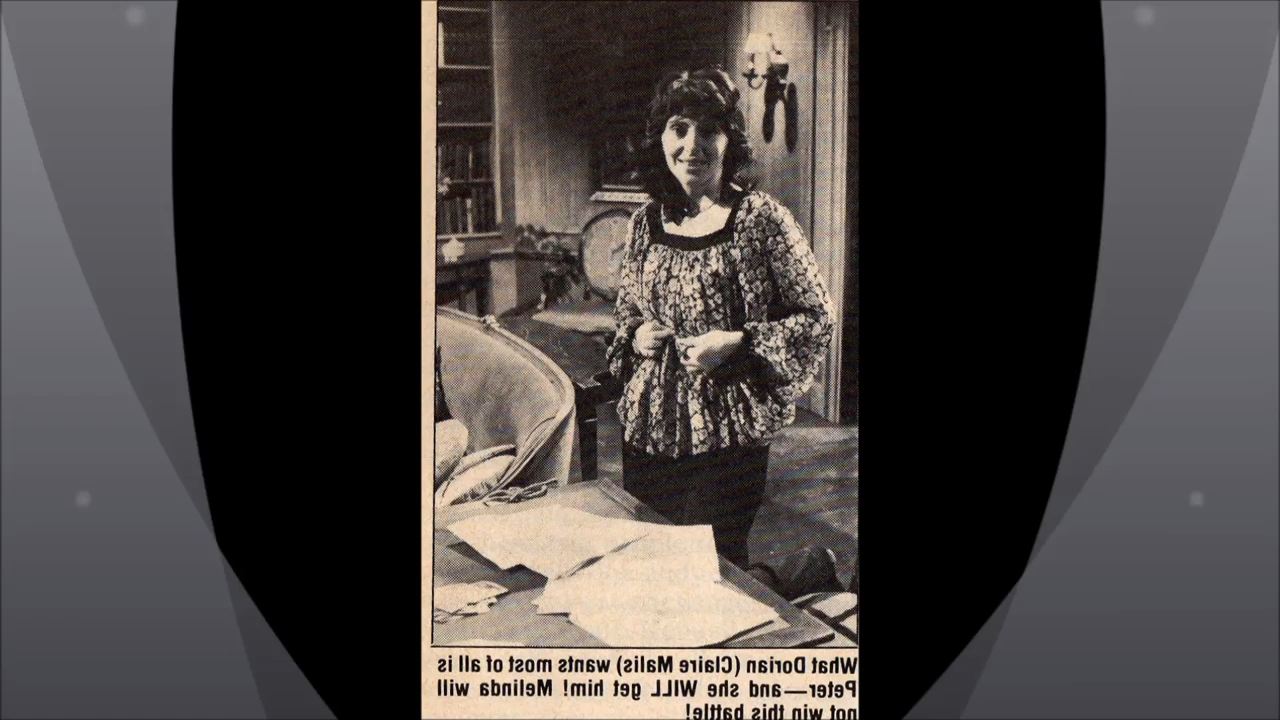 What Dorian (Claire Malis) wants most of all is
Peter—and she WILL get him! Melinda will
not win this battle!